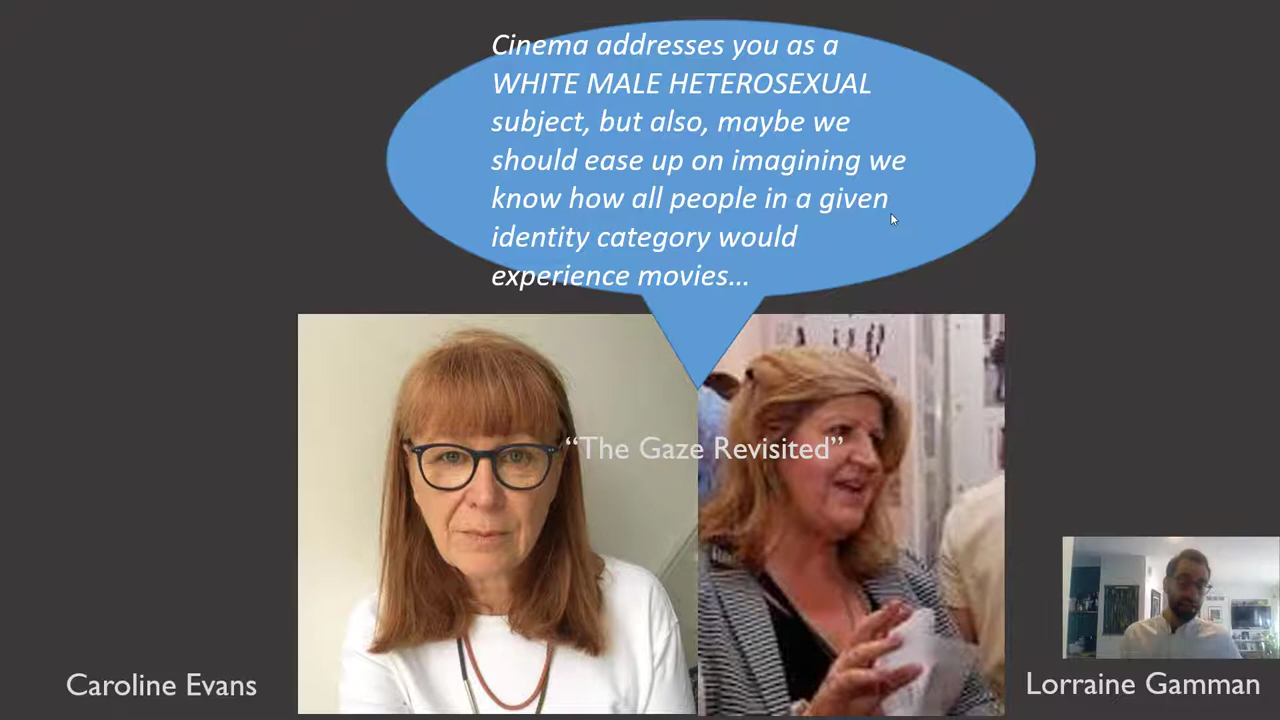 Cinema addresses you as a
WHITE MALE HETEROSEXUAL
subject, but also, maybe we
should ease up on imagining we
know how all people in a given
identity category would
experience movies…
“The Gaze Revisited”
Caroline Evans
Lorraine Gamman